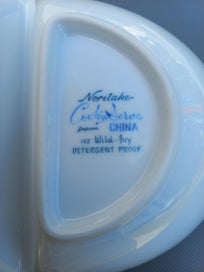 Noritake
Cook'n Serve
Japan CHINA
122 Wild Ivy
DETERGENT PROOF